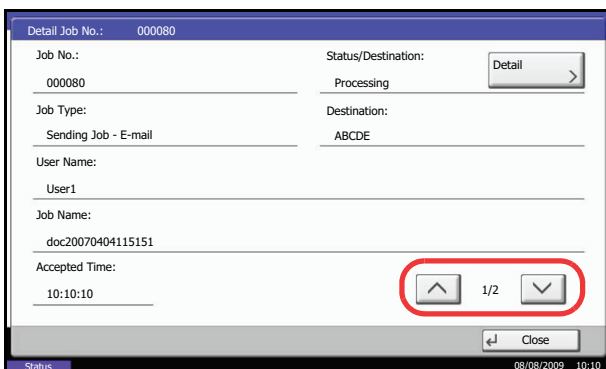 Detail Job No.: 000080
Job No.:
000080
Status/Destination:
Processing
Detail
Job Type:
Sending Job - E-mail
Destination:
ABCDE
User Name:
User1
Job Name:
doc20070404115151
Accepted Time:
10:10:10
1/2
Close
Status 08/08/2009 10:10